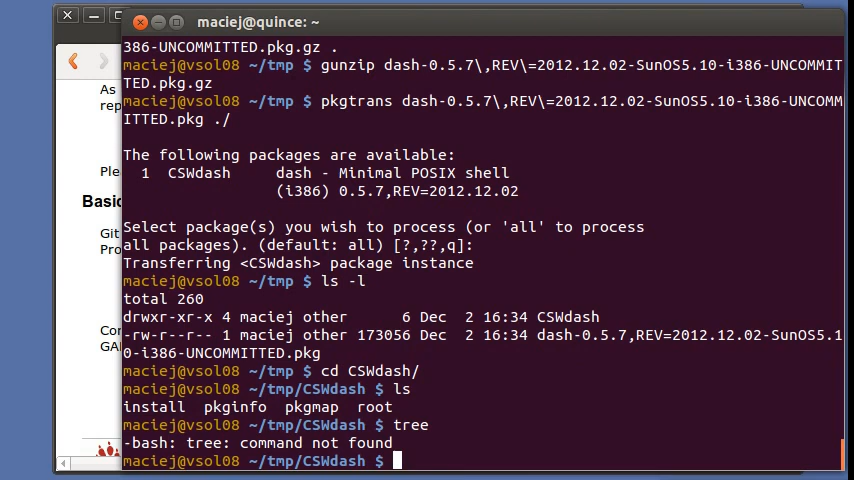 maciej@quince: ~
As
rep
Plea
Basic
Git
Pro
Con
GAI
386-UNCOMMITTED.pkg.gz .
maciej@vsol08 ~/tmp $ gunzip dash-0.5.7\,REV\=2012.12.02-SunOS5.10-i386-UNCOMMIT
TED.pkg.gz
maciej@vsol08 ~/tmp $ pkgtrans dash-0.5.7\,REV\=2012.12.02-SunOS5.10-i386-UNCOMM
ITTED.pkg ./
The following packages are available:
1 CSWdash dash - Minimal POSIX shell
(i386) 0.5.7,REV=2012.12.02
Select package(s) you wish to process (or 'all' to process
all packages). (default: all) [?,??,q]:
Transferring <CSWdash> package instance
maciej@vsol08 ~/tmp $ ls -l
total 260
drwxr-xr-x 4 maciej other 6 Dec 2 16:34 CSWdash
-rw-r--r-- 1 maciej other 173056 Dec 2 16:34 dash-0.5.7,REV=2012.12.02-SunOS5.1
0-i386-UNCOMMITTED.pkg
maciej@vsol08 ~/tmp $ cd CSWdash/
maciej@vsol08 ~/tmp/CSWdash $ ls
install pkginfo pkgmap root
maciej@vsol08 ~/tmp/CSWdash $ tree
-bash: tree: command not found
maciej@vsol08 ~/tmp/CSWdash $